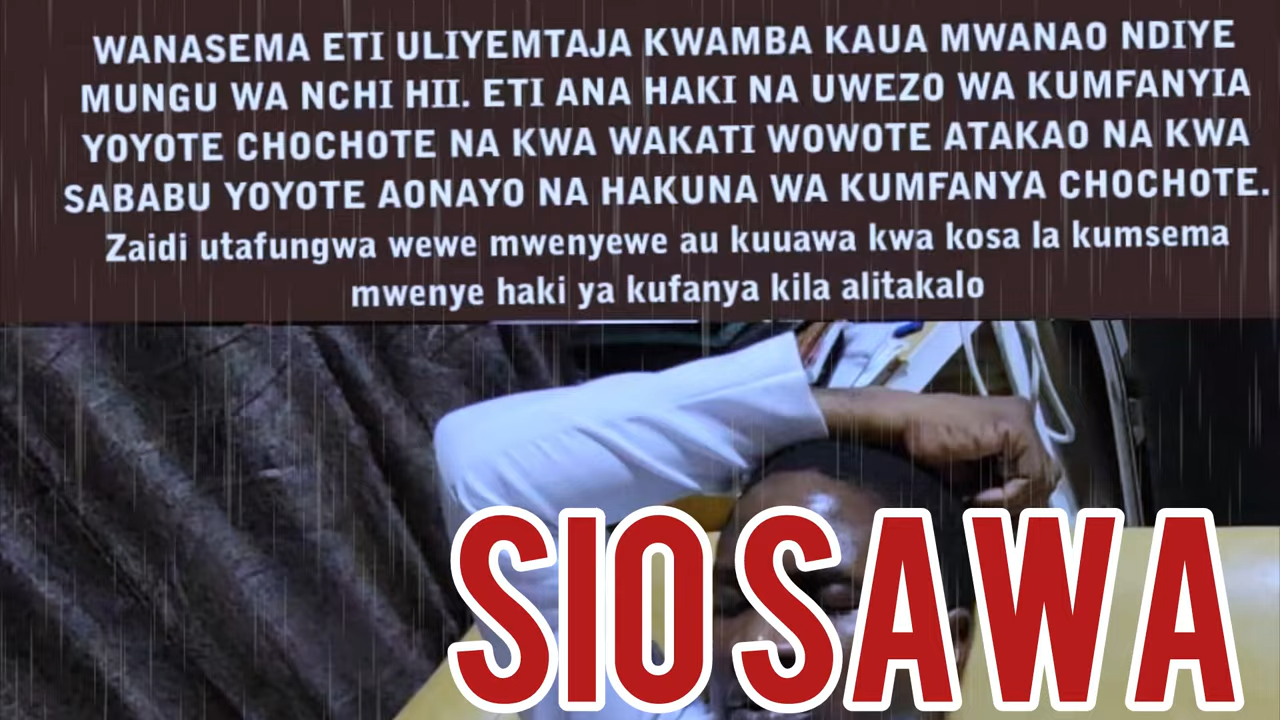 WANASEMA ETI ULIYEMTAJA KWAMBA KAUA MWANAO NDIYE
MUNGU WA NCHI HII. ETI ANA HAKI NA UWEZO WA KUMFANYIA
YOYOTE CHOCHOTE NA KWA WAKATI WOWOTE ATAKAO NA KWA
SABABU YOYOTE AONAYO NA HAKUNA WA KUMFANYA CHOCHOTE.
Zaidi utafungwa wewe mwenyewe au kuuawa kwa kosa la kumsema
mwenye haki ya kufanya kila alitakalo
SIO SAWA